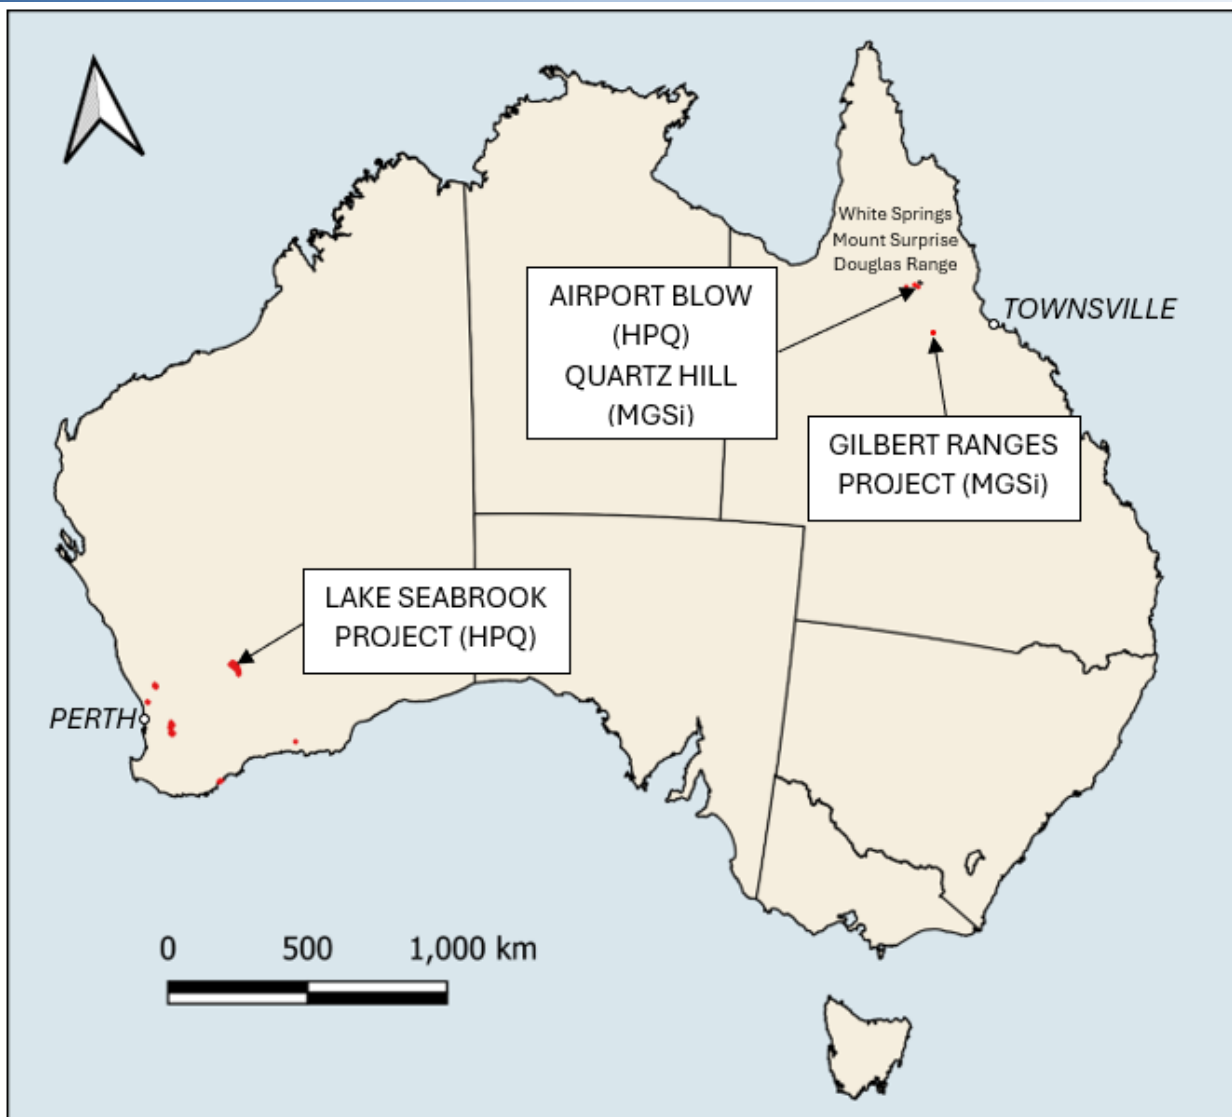 White Springs
Mount Surprise
Douglas Range
AIRPORT BLOW
(HPQ)
QUARTZ HILL
(MGSi)
TOWNSVILLE
GILBERT RANGES
PROJECT (MGSi)
LAKE SEABROOK
PROJECT (HPQ)
PERTH
0 500 1,000 km